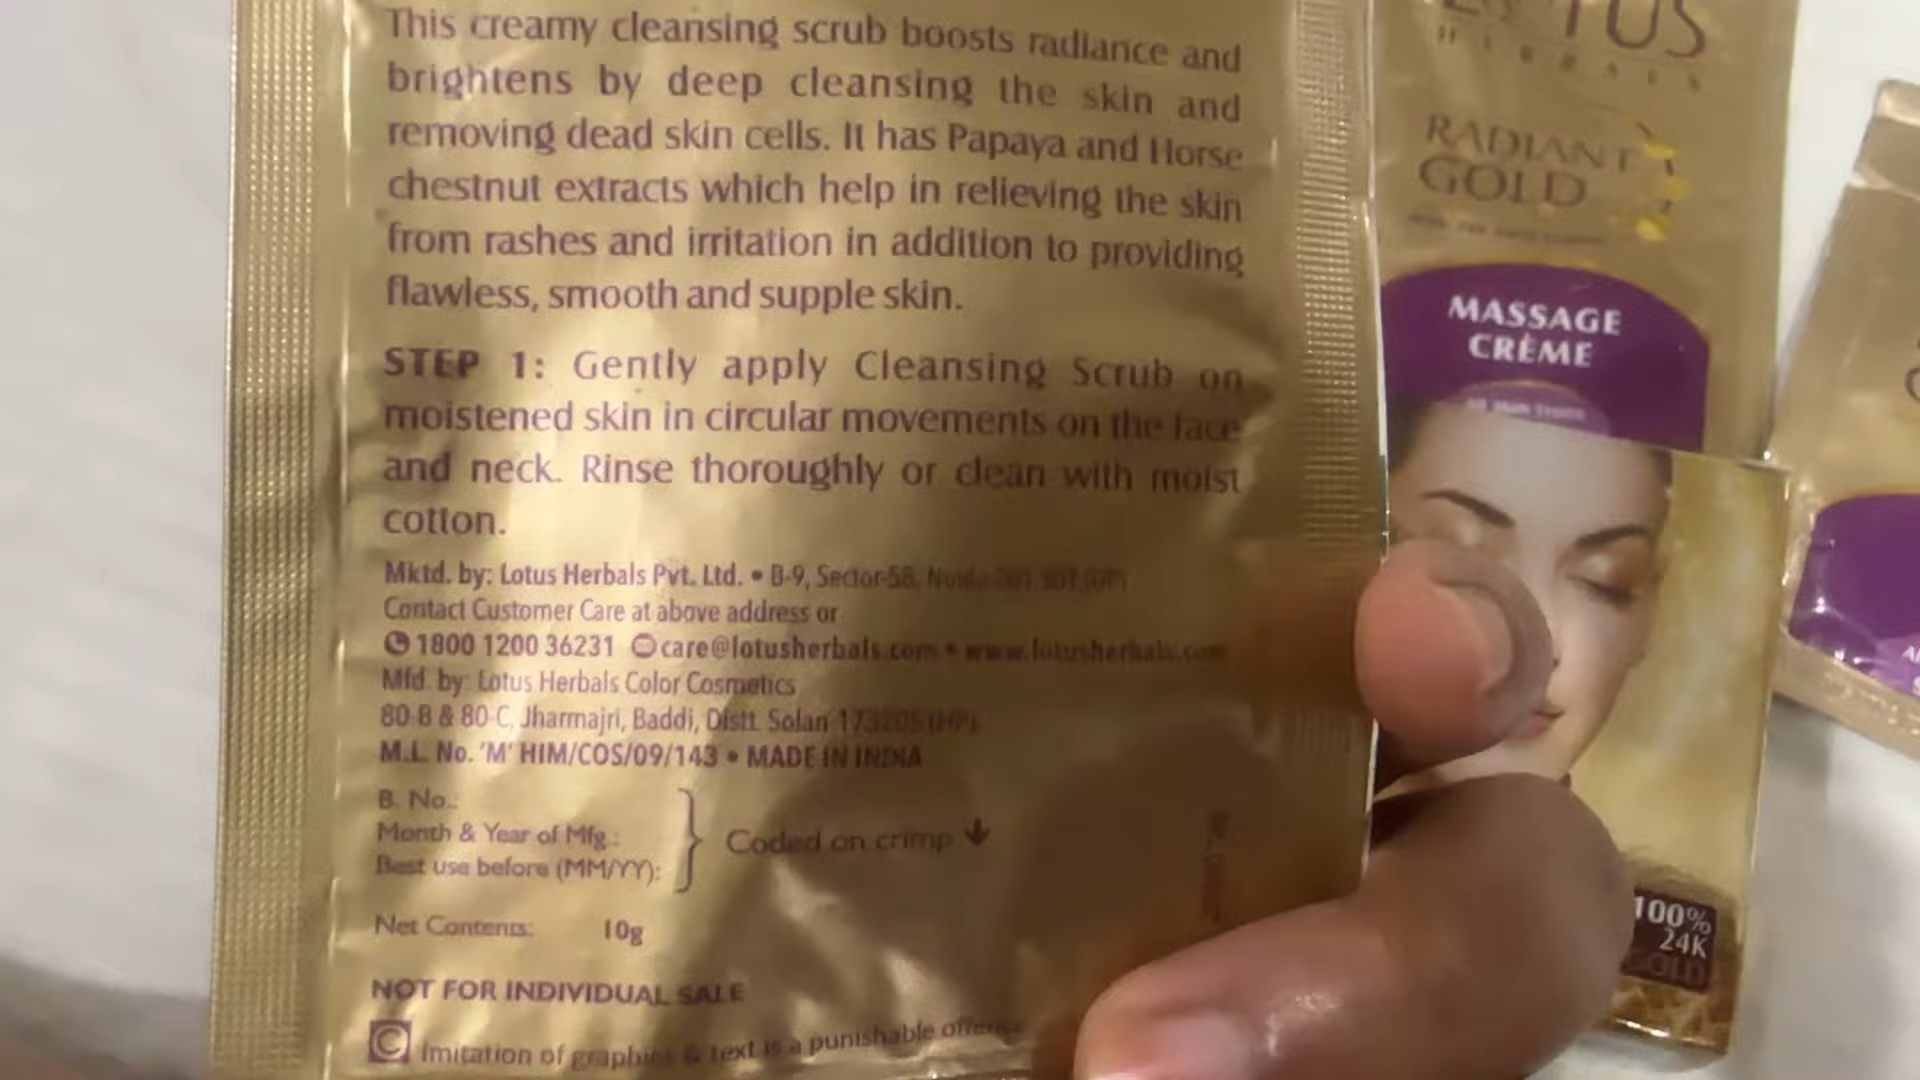 This creamy cleansing scrub boosts radiance and
brightens by deep cleansing the skin and
removing dead skin cells. It has Papaya and Horse
chestnut extracts which help in relieving the skin
from rashes and irritation in addition to providing
flawless, smooth and supple skin.
STEP 1: Gently apply Cleansing Scrub on
moistened skin in circular movements on the face
and neck. Rinse thoroughly or clean with moist
cotton.
Mktd. by: Lotus Herbals Pvt. Ltd. • B-9, Sector-58, Noida
Contact Customer Care at above address or
1800 1200 36231 care@lotusherbals.com • www.lotusherbals.com
Mfd. by: Lotus Herbals Color Cosmetics
80-B & 80-C, Jharmajri, Baddi, Distt. Solan 173205 (HP)
M.L. No. 'M' HIM/COS/09/143 • MADE IN INDIA
B. No.:
Month & Year of Mfg.:
Best use before (MM/YY):
Coded on crimp
Net Contents: 10g
NOT FOR INDIVIDUAL SALE
© Imitation of graphics & text is a punishable offence
LOTUS
HERBALS
RADIANT
GOLD
MASSAGE
CRÈME
100%
24K
GOLD